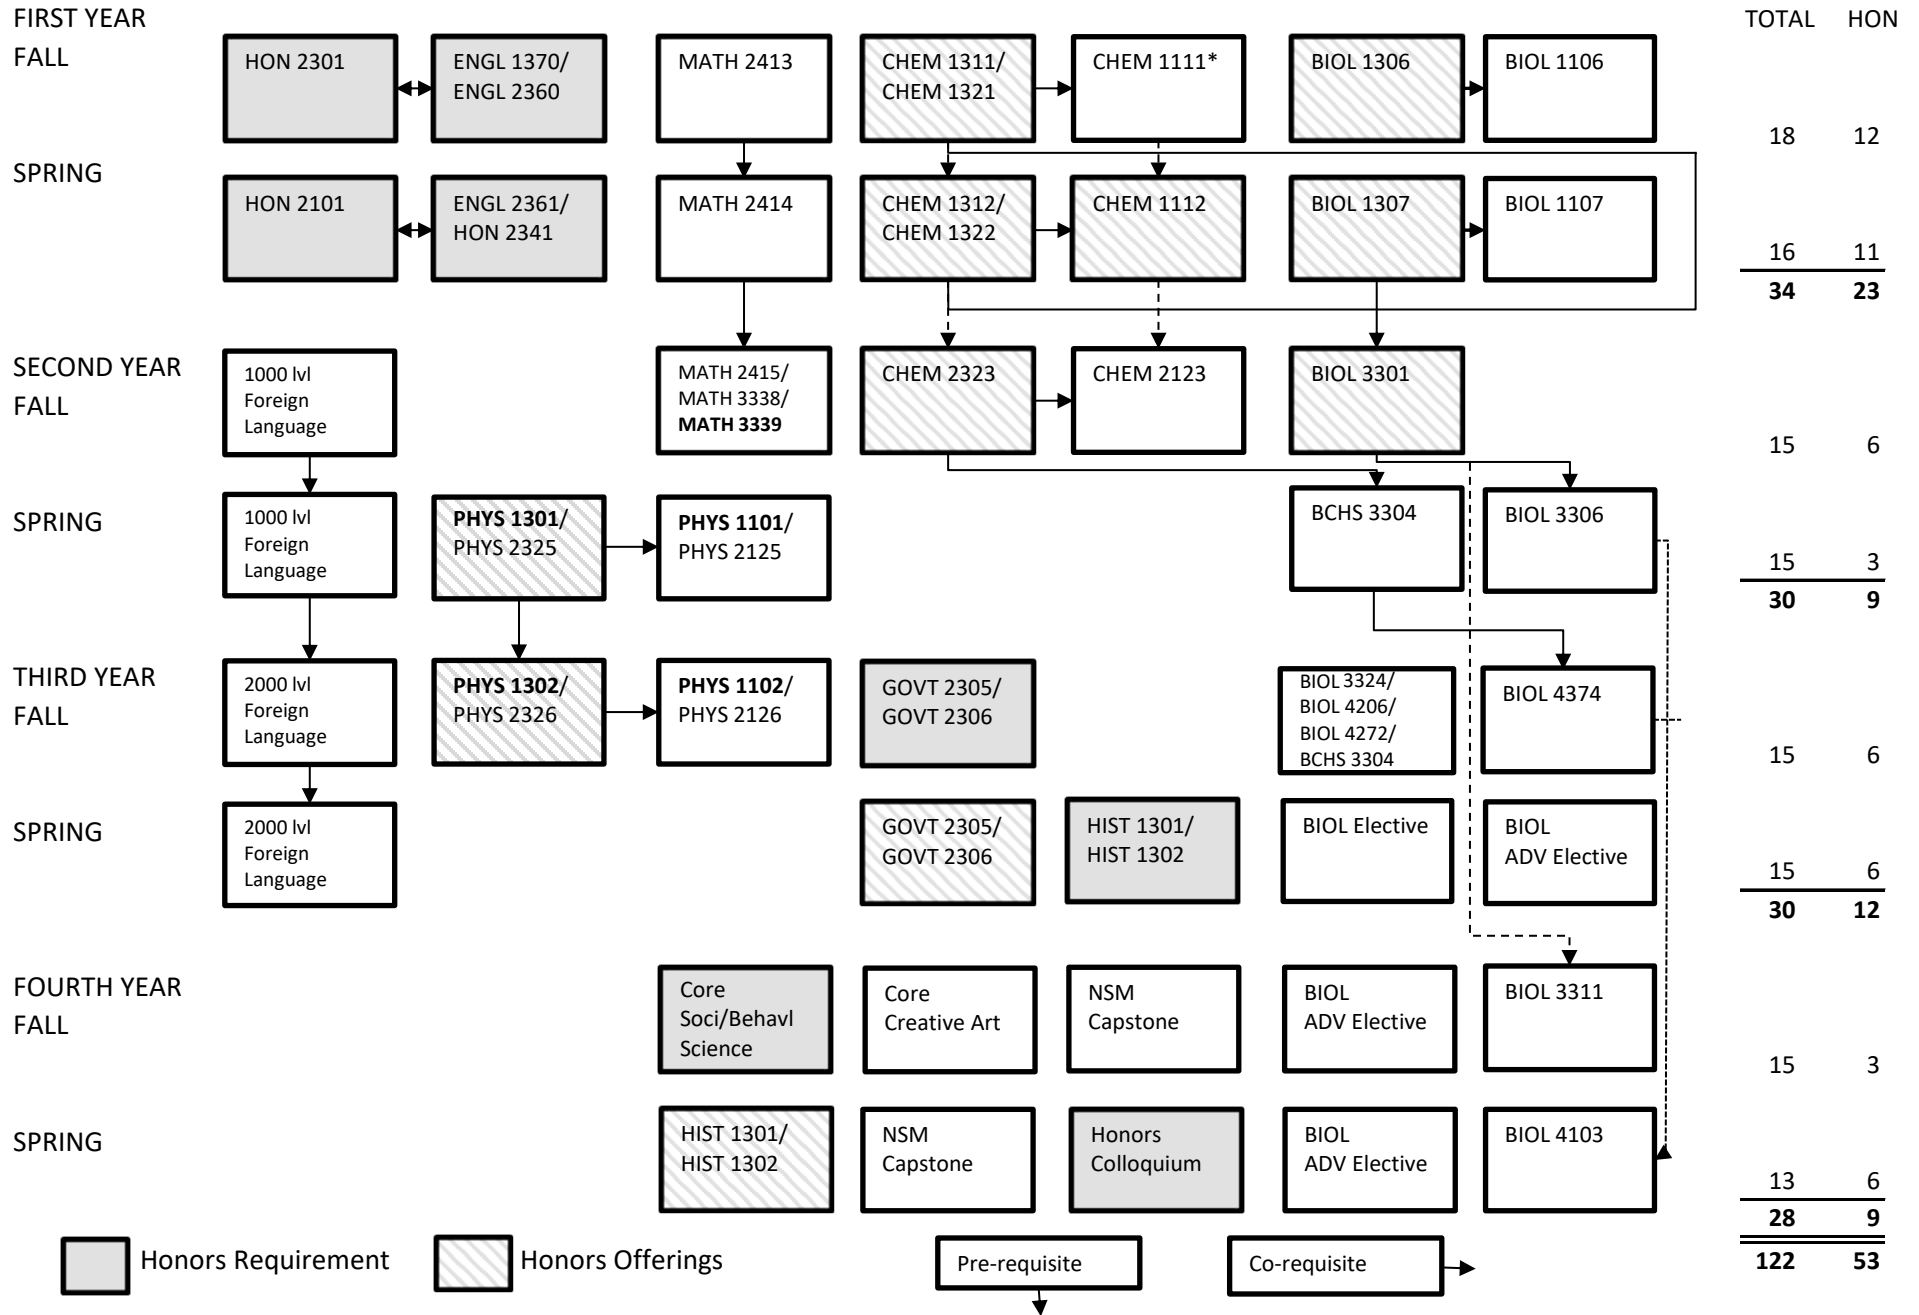 FIRST YEAR
TOTAL HON
FALL
HON 2301
ENGL 1370/
ENGL 2360
MATH 2413
CHEM 1311/
CHEM 1321
CHEM 1111*
BIOL 1306
BIOL 1106
18 12
SPRING
HON 2101
ENGL 2361/
HON 2341
MATH 2414
CHEM 1312/
CHEM 1322
CHEM 1112
BIOL 1307
BIOL 1107
16 11
34 23
SECOND YEAR
FALL
1000 lvl
Foreign
Language
MATH 2415/
MATH 3338/
MATH 3339
CHEM 2323
CHEM 2123
BIOL 3301
15 6
SPRING
1000 lvl
Foreign
Language
PHYS 1301/
PHYS 2325
PHYS 1101/
PHYS 2125
BCHS 3304
BIOL 3306
15 3
30 9
THIRD YEAR
FALL
2000 lvl
Foreign
Language
PHYS 1302/
PHYS 2326
PHYS 1102/
PHYS 2126
GOVT 2305/
GOVT 2306
BIOL 3324/
BIOL 4206/
BIOL 4272/
BCHS 3304
BIOL 4374
15 6
SPRING
2000 lvl
Foreign
Language
GOVT 2305/
GOVT 2306
HIST 1301/
HIST 1302
BIOL Elective
BIOL
ADV Elective
15 6
30 12
FOURTH YEAR
FALL
Core
Soci/Behavl
Science
Core
Creative Art
NSM
Capstone
BIOL
ADV Elective
BIOL 3311
15 3
SPRING
HIST 1301/
HIST 1302
NSM
Capstone
Honors
Colloquium
BIOL
ADV Elective
BIOL 4103
13 6
28 9
122 53
Honors Requirement
Honors Offerings
Pre-requisite
Co-requisite